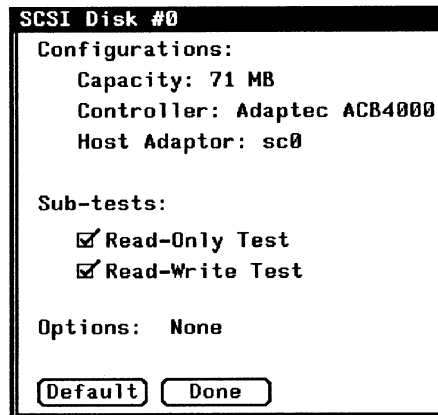 SCSI Disk #0
Configurations:
Capacity: 71 MB
Controller: Adaptec ACB4000
Host Adaptor: sc0
Sub-tests:
Read-Only Test
Read-Write Test
Options: None
Default Done